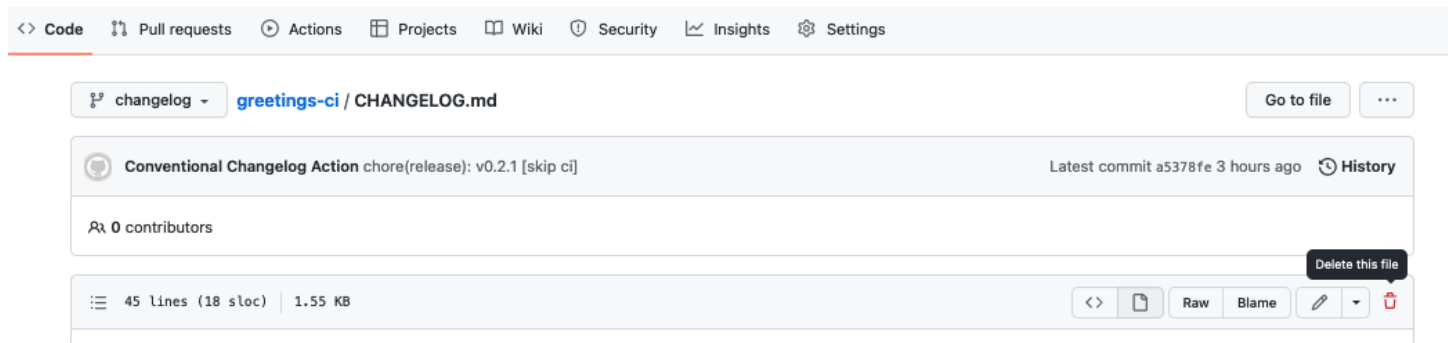 <> Code Pull requests Actions Projects Wiki Security Insights Settings
changelog greetings-ci / CHANGELOG.md Go to file ...
Conventional Changelog Action chore(release): v0.2.1 [skip ci] Latest commit a5378fe 3 hours ago History
0 contributors
Delete this file
45 lines (18 sloc) 1.55 KB <> Raw Blame